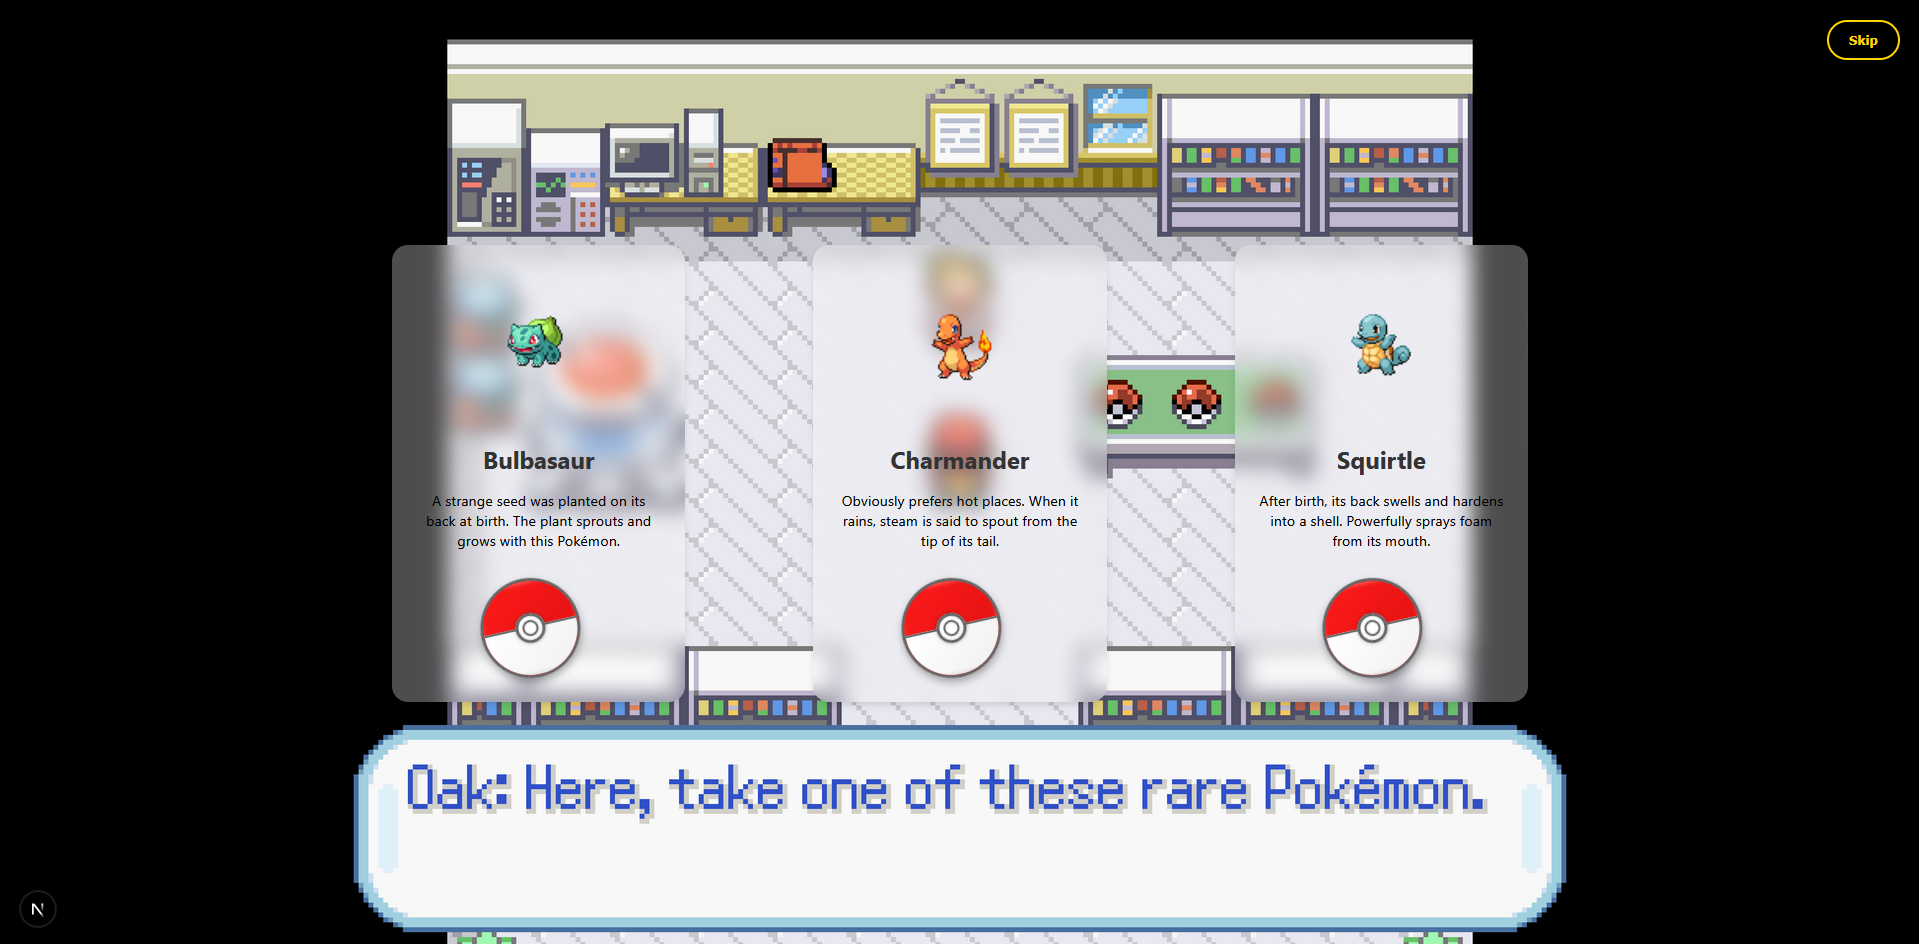 Skip
Bulbasaur
A strange seed was planted on its
back at birth. The plant sprouts and
grows with this Pokémon.
Charmander
Obviously prefers hot places. When it
rains, steam is said to spout from the
tip of its tail.
Squirtle
After birth, its back swells and hardens
into a shell. Powerfully sprays foam
from its mouth.
Oak: Here, take one of these rare Pokémon.
N